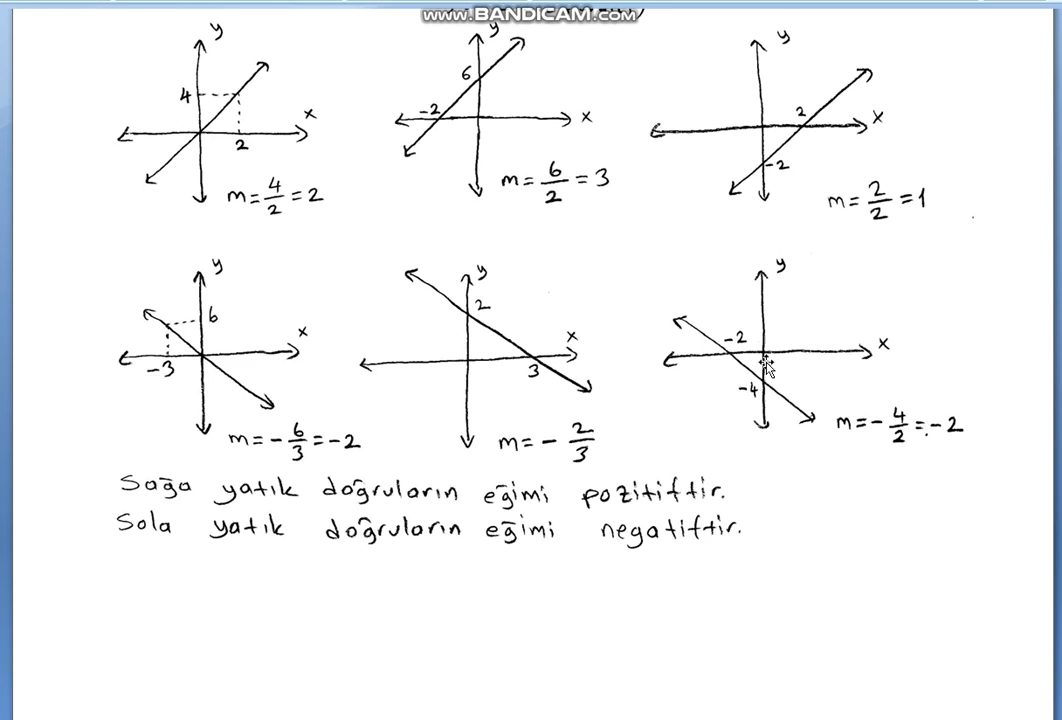 www.BANDICAM.com
y
4
x
2
m = 4/2 = 2
y
6
-2
x
m = 6/2 = 3
y
2
x
-2
m = 2/2 = 1
y
6
x
-3
m = -6/3 = -2
y
2
x
3
m = -2/3
y
-2
x
-4
m = -4/2 = -2
Sağa yatık doğruların eğimi pozitiftir.
Sola yatık doğruların eğimi negatiftir.